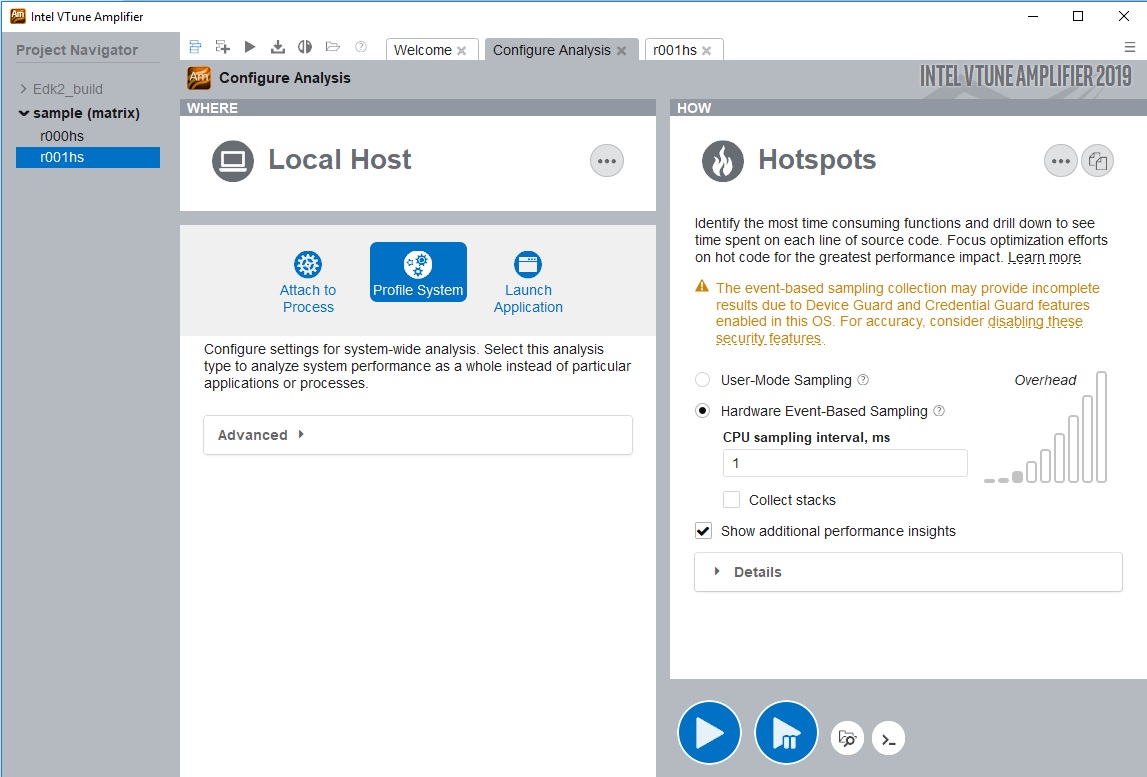 Intel VTune Amplifier
Project Navigator
Edk2_build
sample (matrix)
r000hs
r001hs
Welcome
Configure Analysis
r001hs
Am
Configure Analysis
INTEL VTUNE AMPLIFIER 2019
WHERE
Local Host
Attach to
Process
Profile System
Launch
Application
Configure settings for system-wide analysis. Select this analysis
type to analyze system performance as a whole instead of particular
applications or processes.
Advanced
HOW
Hotspots
Identify the most time consuming functions and drill down to see
time spent on each line of source code. Focus optimization efforts
on hot code for the greatest performance impact. Learn more
The event-based sampling collection may provide incomplete
results due to Device Guard and Credential Guard features
enabled in this OS. For accuracy, consider disabling these
security features.
User-Mode Sampling
Overhead
Hardware Event-Based Sampling
CPU sampling interval, ms
1
Collect stacks
Show additional performance insights
Details